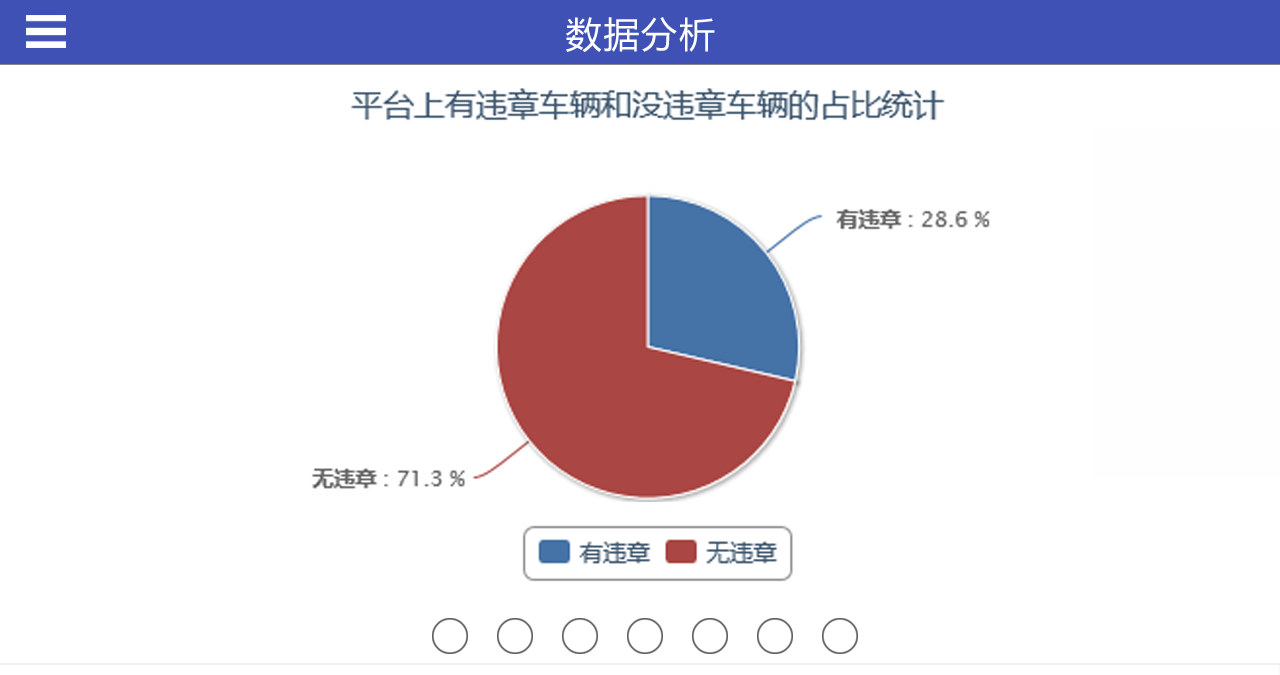 数据分析
平台上有违章车辆和没违章车辆的占比统计
有违章 : 28.6 %
无违章 : 71.3 %
有违章 无违章